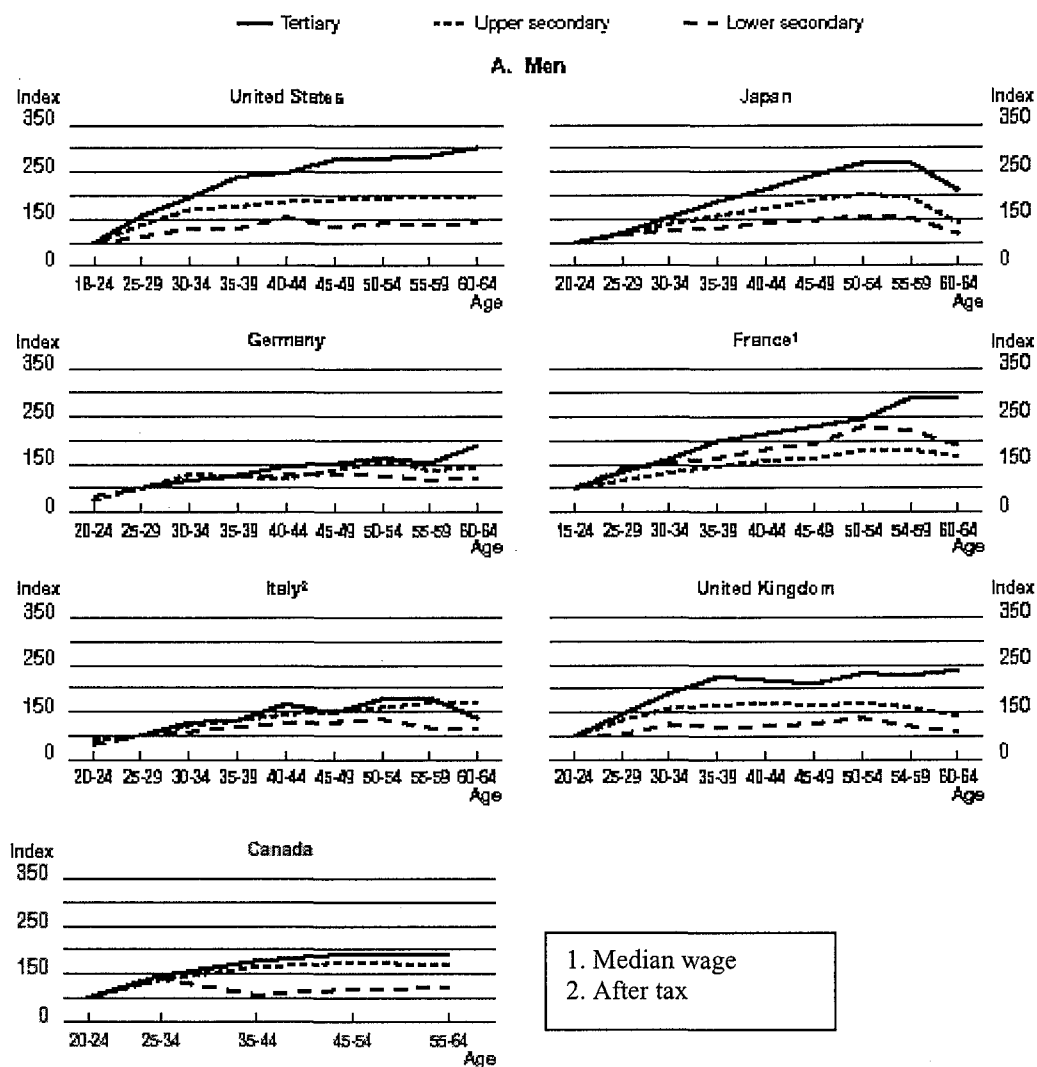 Tertiary Upper secondary Lower secondary
A. Men
Index United States
350
250
150
0
18-24 25-29 30-34 35-39 40-44 45-49 50-54 55-59 60-64
Age
Japan Index
350
250
150
0
20-24 25-29 30-34 35-39 40-44 45-49 50-54 55-59 60-64
Age
Index Germany
350
250
150
0
20-24 25-29 30-34 35-39 40-44 45-49 50-54 55-59 60-64
Age
France¹ Index
350
250
150
0
15-24 25-29 30-34 35-39 40-44 45-49 50-54 54-59 60-64
Age
Index Italy²
350
250
150
0
20-24 25-29 30-34 35-39 40-44 45-49 50-54 55-59 60-64
Age
United Kingdom Index
350
250
150
0
20-24 25-29 30-34 35-39 40-44 45-49 50-54 54-59 60-64
Age
Index Canada
350
250
150
0
20-24 25-34 35-44 45-54 55-64
Age
1. Median wage
2. After tax